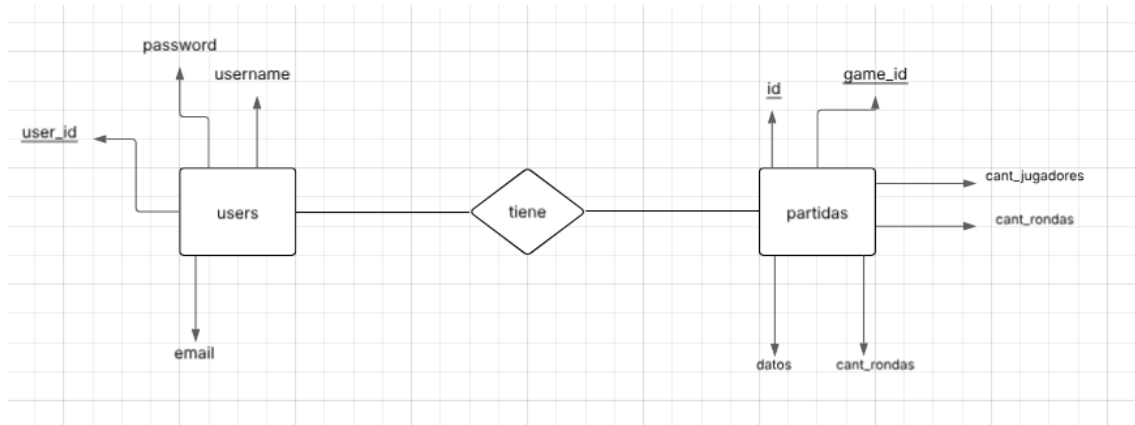 password
username
user_id
id
game_id
users
tiene
partidas
cant_jugadores
cant_rondas
email
datos
cant_rondas